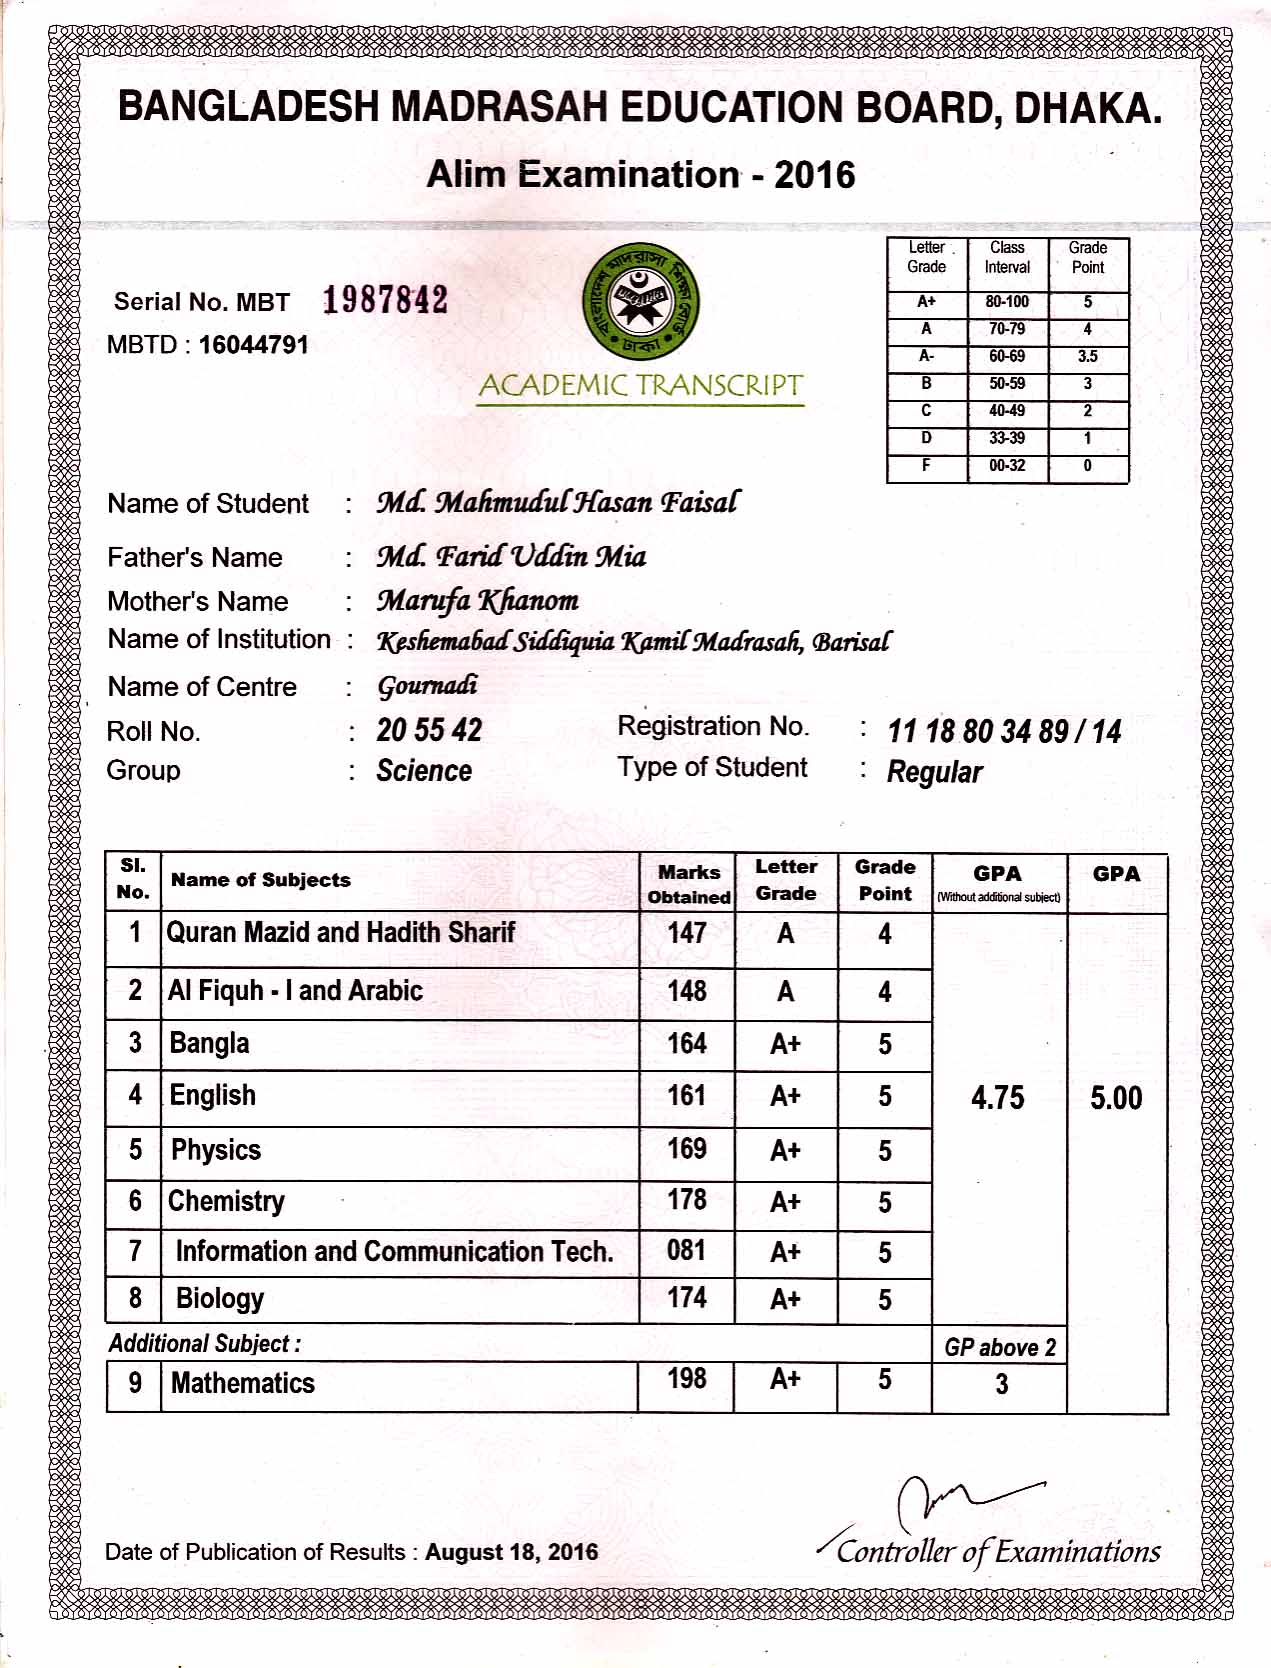 BANGLADESH MADRASAH EDUCATION BOARD, DHAKA.
Alim Examination - 2016
Serial No. MBT 1987842
MBTD : 16044791
বাংলাদেশ মাদরাসা শিক্ষা বোর্ড
ঢাকা
ACADEMIC TRANSCRIPT
Letter Grade Class Interval Grade Point
A+ 80-100 5
A 70-79 4
A- 60-69 3.5
B 50-59 3
C 40-49 2
D 33-39 1
F 00-32 0
Name of Student : Md. Mahmudul Hasan Faisal
Father's Name : Md. Farid Uddin Mia
Mother's Name : Marufa Khanom
Name of Institution : Keshemabad Siddiquia Kamil Madrasah, Barisal
Name of Centre : Gournadi
Roll No. : 20 55 42 Registration No. : 11 18 80 34 89 / 14
Group : Science Type of Student : Regular
Sl. No. Name of Subjects Marks Obtained Letter Grade Grade Point GPA (Without additional subject) GPA
1 Quran Mazid and Hadith Sharif 147 A 4
2 Al Fiquh - I and Arabic 148 A 4
3 Bangla 164 A+ 5
4 English 161 A+ 5 4.75 5.00
5 Physics 169 A+ 5
6 Chemistry 178 A+ 5
7 Information and Communication Tech. 081 A+ 5
8 Biology 174 A+ 5
Additional Subject : GP above 2
9 Mathematics 198 A+ 5 3
Date of Publication of Results : August 18, 2016 Controller of Examinations